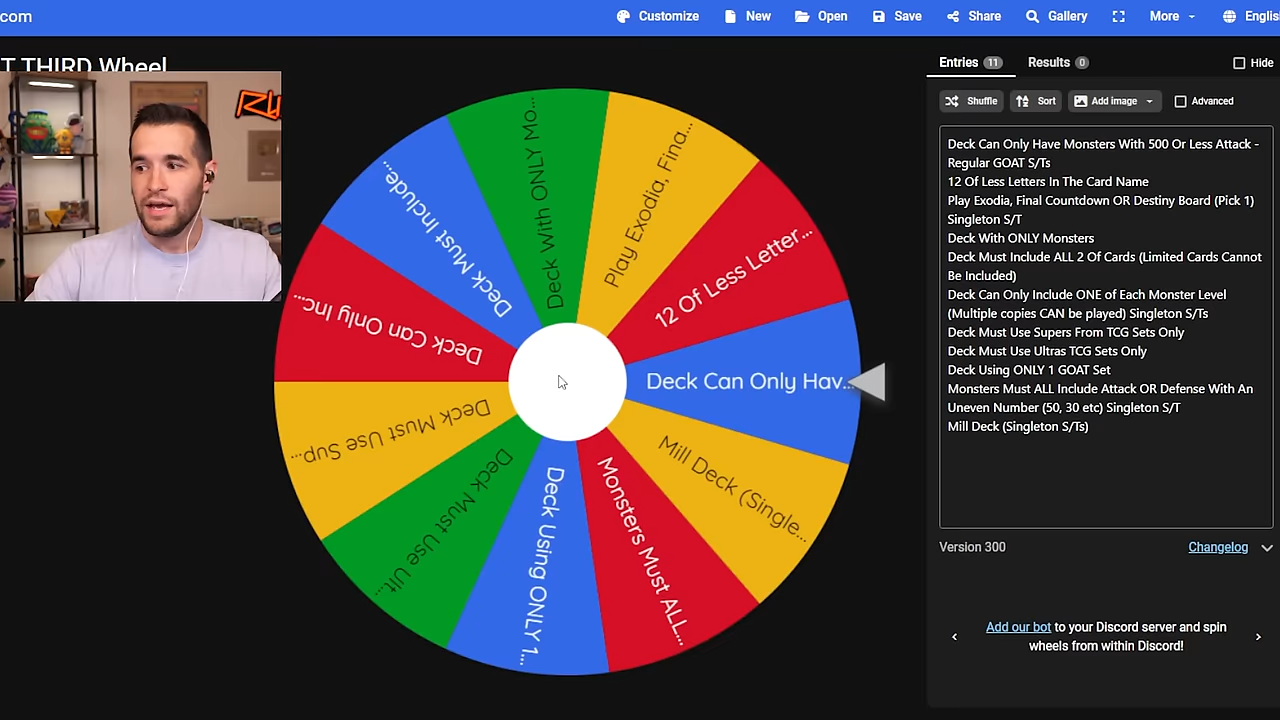 com
Customize
New
Open
Save
Share
Gallery
More
Englis
T THIRD Wheel
Deck With ONLY Mo...
Play Exodia, Fina...
12 Of Less Letter...
Deck Can Only Hav...
Mill Deck (Single...
Monsters Must ALL...
Deck Using ONLY 1...
Deck Must Use Ult...
Deck Must Use Sup...
Deck Can Only Inc...
Deck Must Include...
Entries 11
Results 0
Hide
Shuffle
Sort
Add image
Advanced
Deck Can Only Have Monsters With 500 Or Less Attack -
Regular GOAT S/Ts
12 Of Less Letters In The Card Name
Play Exodia, Final Countdown OR Destiny Board (Pick 1)
Singleton S/T
Deck With ONLY Monsters
Deck Must Include ALL 2 Of Cards (Limited Cards Cannot
Be Included)
Deck Can Only Include ONE of Each Monster Level
(Multiple copies CAN be played) Singleton S/Ts
Deck Must Use Supers From TCG Sets Only
Deck Must Use Ultras TCG Sets Only
Deck Using ONLY 1 GOAT Set
Monsters Must ALL Include Attack OR Defense With An
Uneven Number (50, 30 etc) Singleton S/T
Mill Deck (Singleton S/Ts)
Version 300
Changelog
Add our bot to your Discord server and spin
wheels from within Discord!